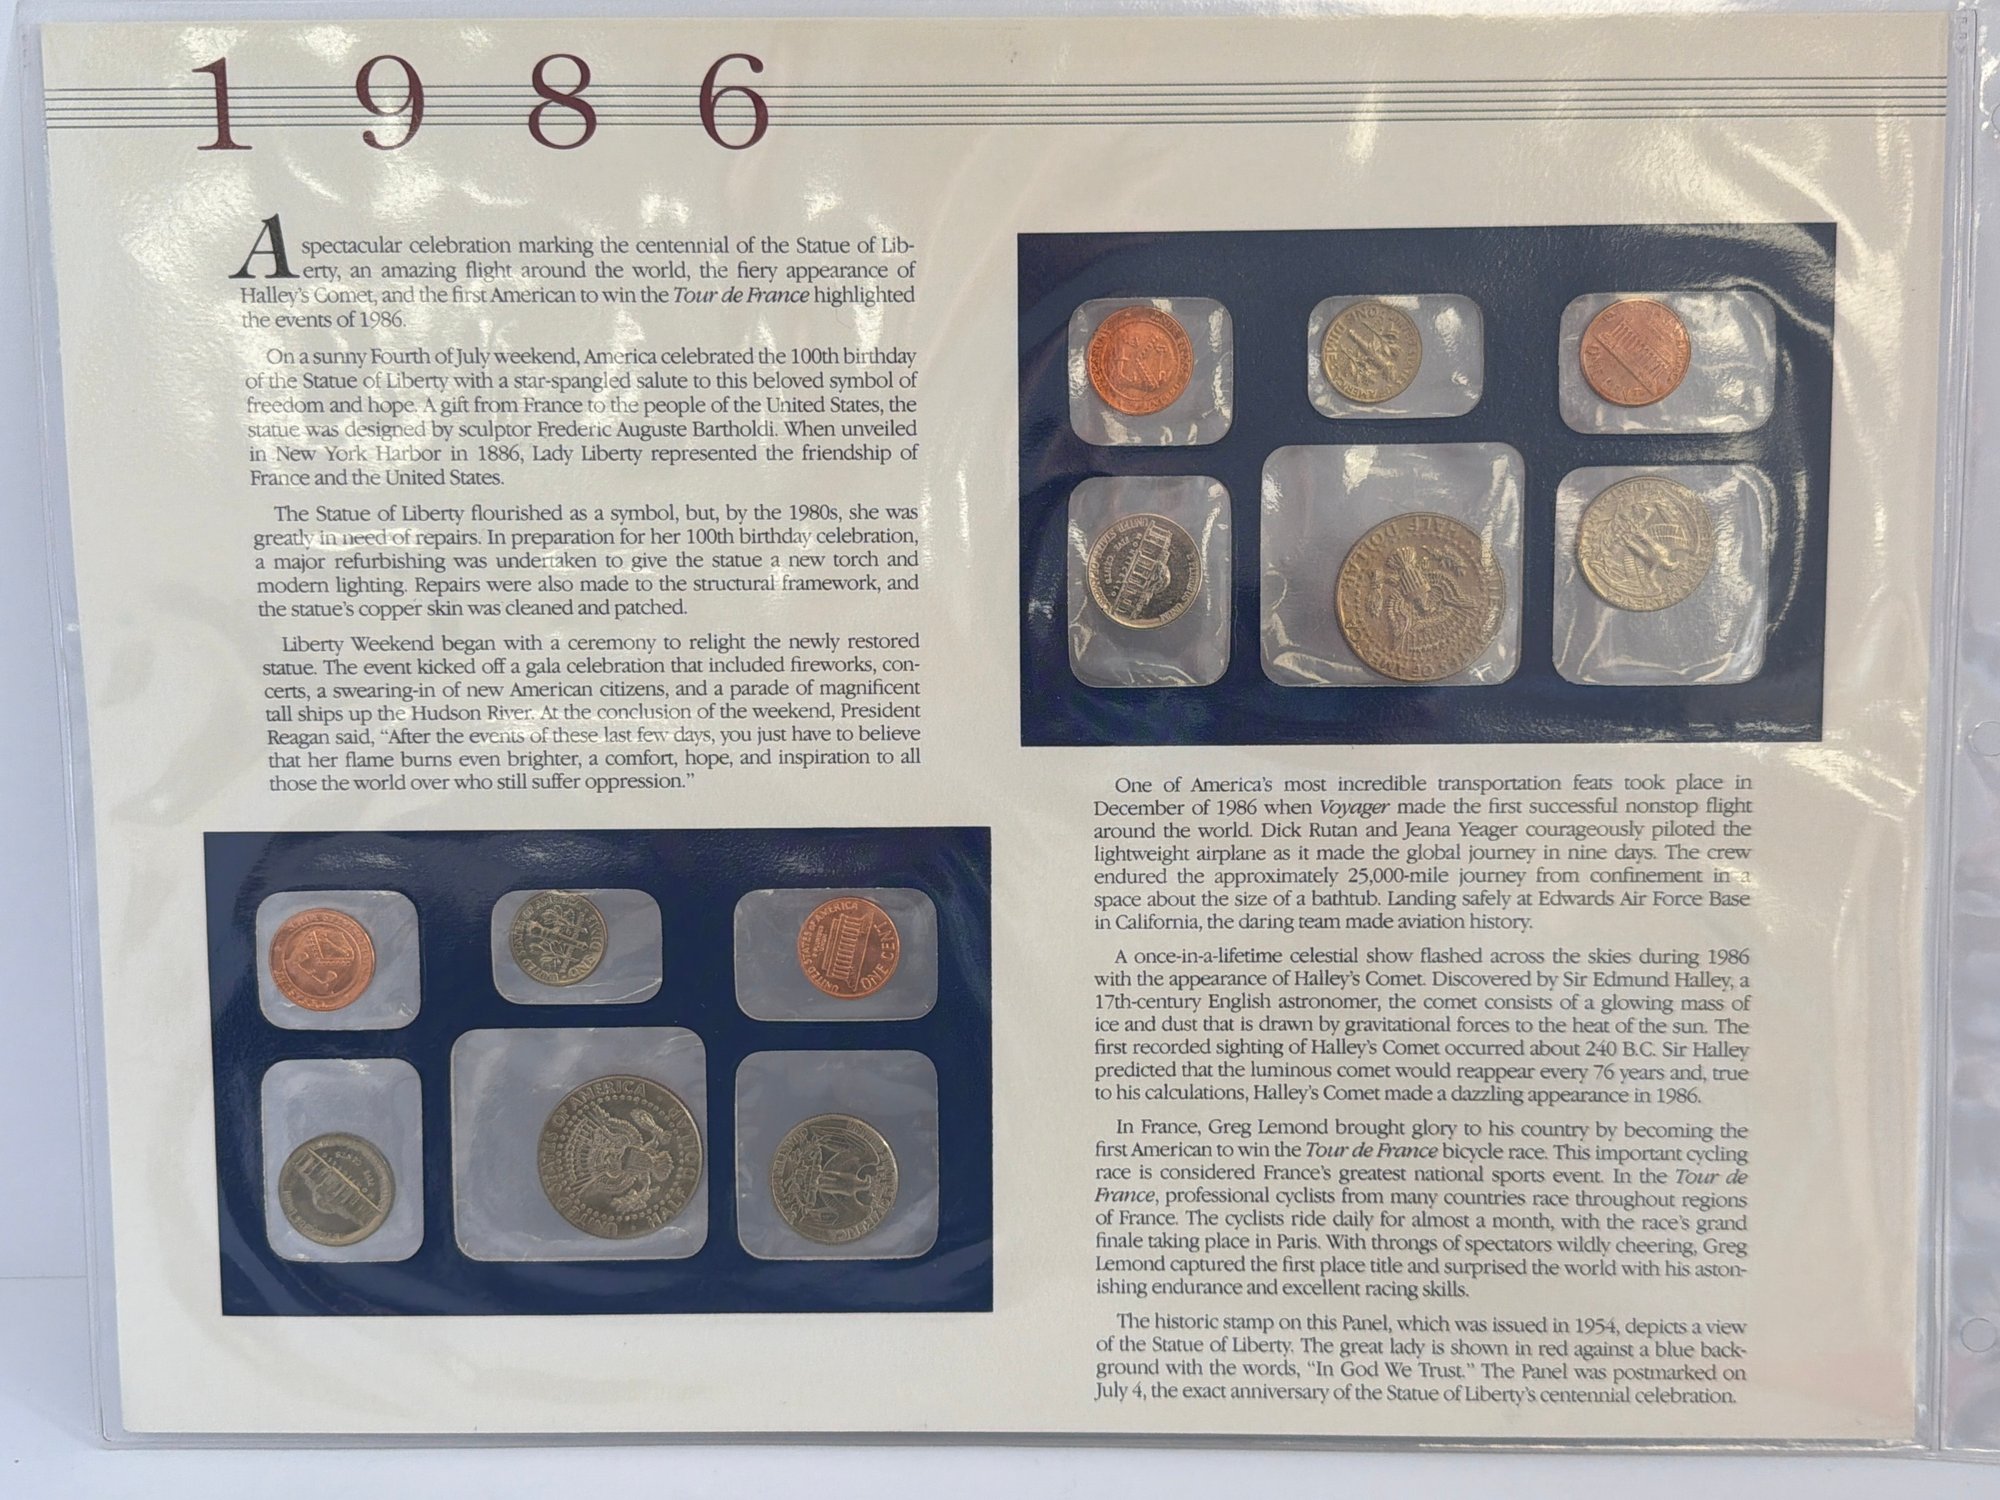 1986
A spectacular celebration marking the centennial of the Statue of Lib-
erty, an amazing flight around the world, the fiery appearance of
Halley's Comet, and the first American to win the Tour de France highlighted
the events of 1986.
On a sunny Fourth of July weekend, America celebrated the 100th birthday
of the Statue of Liberty with a star-spangled salute to this beloved symbol of
freedom and hope. A gift from France to the people of the United States, the
statue was designed by sculptor Frederic Auguste Bartholdi. When unveiled
in New York Harbor in 1886, Lady Liberty represented the friendship of
France and the United States.
The Statue of Liberty flourished as a symbol, but, by the 1980s, she was
greatly in need of repairs. In preparation for her 100th birthday celebration,
a major refurbishing was undertaken to give the statue a new torch and
modern lighting. Repairs were also made to the structural framework, and
the statue's copper skin was cleaned and patched.
Liberty Weekend began with a ceremony to relight the newly restored
statue. The event kicked off a gala celebration that included fireworks, con-
certs, a swearing-in of new American citizens, and a parade of magnificent
tall ships up the Hudson River. At the conclusion of the weekend, President
Reagan said, “After the events of these last few days, you just have to believe
that her flame burns even brighter, a comfort, hope, and inspiration to all
those the world over who still suffer oppression.”
ONE DIME
UNITED STATES OF AMERICA
ONE CENT
UNITED STATES OF AMERICA
HALF DOLLAR
HALF DOLLAR
STATES OF AMERICA
One of America's most incredible transportation feats took place in
December of 1986 when Voyager made the first successful nonstop flight
around the world. Dick Rutan and Jeana Yeager courageously piloted the
lightweight airplane as it made the global journey in nine days. The crew
endured the approximately 25,000-mile journey from confinement in a
space about the size of a bathtub. Landing safely at Edwards Air Force Base
in California, the daring team made aviation history.
A once-in-a-lifetime celestial show flashed across the skies during 1986
with the appearance of Halley's Comet. Discovered by Sir Edmund Halley, a
17th-century English astronomer, the comet consists of a glowing mass of
ice and dust that is drawn by gravitational forces to the heat of the sun. The
first recorded sighting of Halley's Comet occurred about 240 B.C. Sir Halley
predicted that the luminous comet would reappear every 76 years and, true
to his calculations, Halley's Comet made a dazzling appearance in 1986.
In France, Greg Lemond brought glory to his country by becoming the
first American to win the Tour de France bicycle race. This important cycling
race is considered France's greatest national sports event. In the Tour de
France, professional cyclists from many countries race throughout regions
of France. The cyclists ride daily for almost a month, with the race's grand
finale taking place in Paris. With throngs of spectators wildly cheering, Greg
Lemond captured the first place title and surprised the world with his aston-
ishing endurance and excellent racing skills.
The historic stamp on this Panel, which was issued in 1954, depicts a view
of the Statue of Liberty. The great lady is shown in red against a blue back-
ground with the words, “In God We Trust.” The Panel was postmarked on
July 4, the exact anniversary of the Statue of Liberty's centennial celebration.